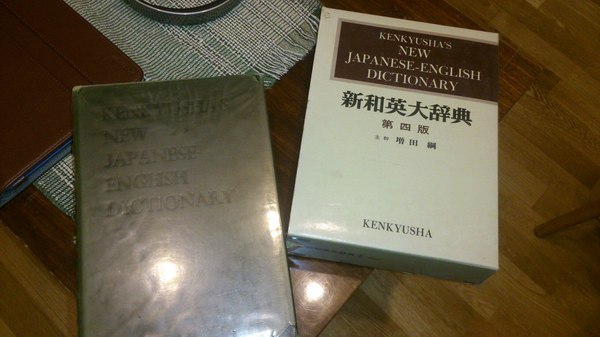 KENKYUSHA'S
NEW
JAPANESE-
ENGLISH
DICTIONARY
KENKYUSHA'S
NEW
JAPANESE-ENGLISH
DICTIONARY
新和英大辞典
第四版
主幹 増田 綱
KENKYUSHA